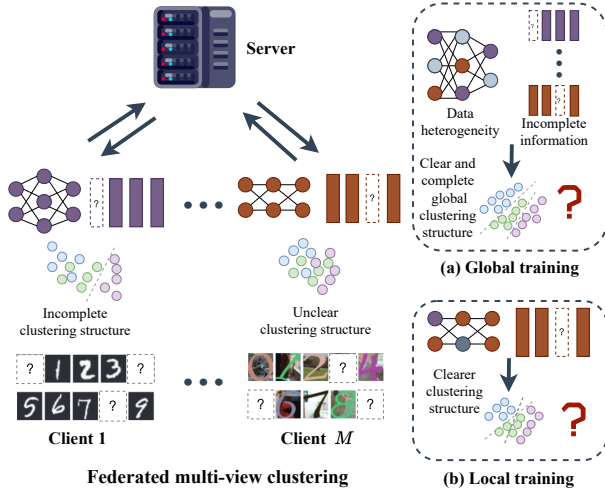 Server
?
?
Incomplete
clustering structure
Unclear
clustering structure
? 1 2 3 ?
5 6 7 ? 9
? 4
? ?
Client 1
Client M
Federated multi-view clustering
?
?
Data
heterogeneity
Incomplete
information
Clear and
complete
global
clustering
structure
?
(a) Global training
?
Clearer
clustering
structure
?
(b) Local training